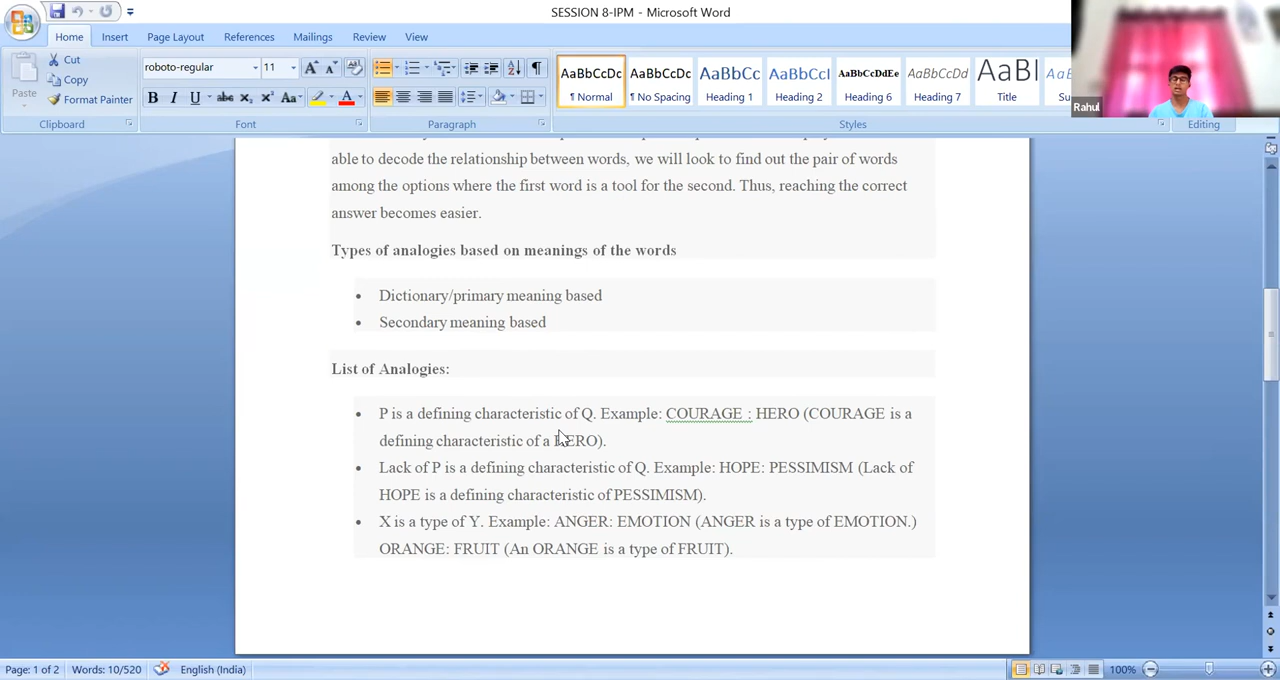 SESSION 8-IPM - Microsoft Word
Home Insert Page Layout References Mailings Review View
Paste
Cut
Copy
Format Painter
Clipboard
roboto-regular 11
Font
Paragraph
AaBbCcDc AaBbCcDc AaBbCc AaBbCcI AaBbCcDdEe AaBbCcDd AaBl
¶ Normal ¶ No Spacing Heading 1 Heading 2 Heading 6 Heading 7 Title
Styles
Editing
Rahul
able to decode the relationship between words, we will look to find out the pair of words
among the options where the first word is a tool for the second. Thus, reaching the correct
answer becomes easier.
Types of analogies based on meanings of the words
• Dictionary/primary meaning based
• Secondary meaning based
List of Analogies:
• P is a defining characteristic of Q. Example: COURAGE : HERO (COURAGE is a
defining characteristic of a HERO).
• Lack of P is a defining characteristic of Q. Example: HOPE: PESSIMISM (Lack of
HOPE is a defining characteristic of PESSIMISM).
• X is a type of Y. Example: ANGER: EMOTION (ANGER is a type of EMOTION.)
ORANGE: FRUIT (An ORANGE is a type of FRUIT).
Page: 1 of 2 Words: 10/520 English (India) 100%